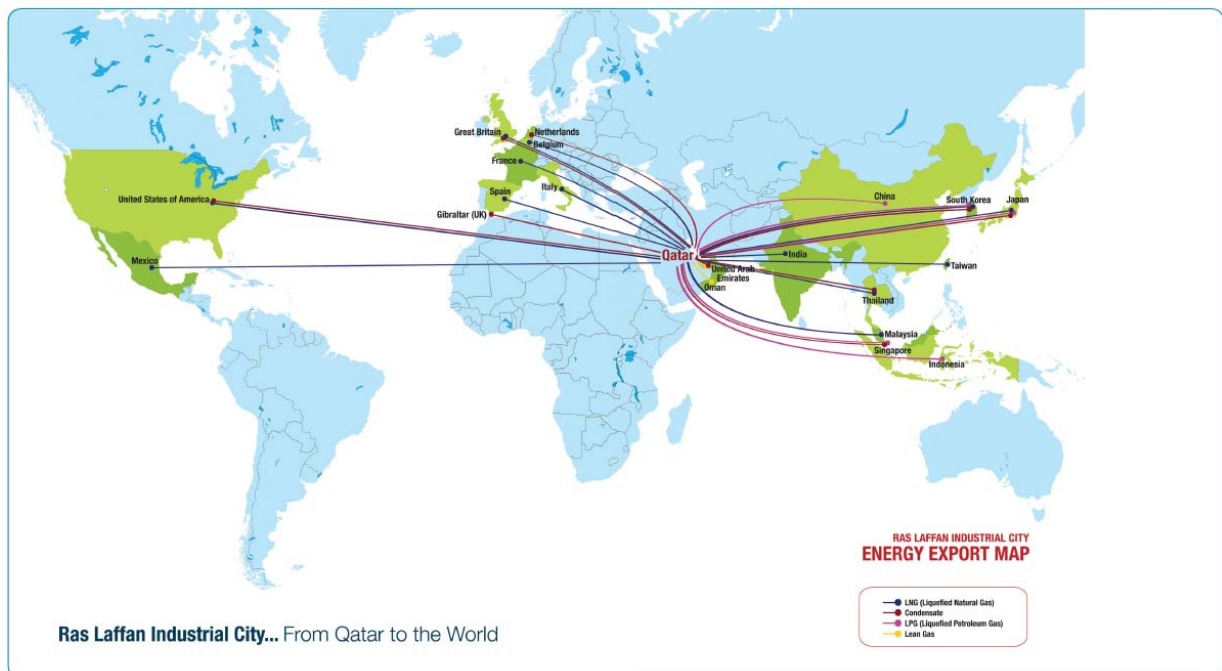 Great Britain
Netherlands
Belgium
France
Italy
Spain
Gibraltar (UK)
United States of America
Mexico
China
South Korea
Japan
Qatar
India
Taiwan
United Arab
Emirates
Oman
Thailand
Malaysia
Singapore
Indonesia
RAS LAFFAN INDUSTRIAL CITY
ENERGY EXPORT MAP
LNG (Liquefied Natural Gas)
Condensate
LPG (Liquefied Petroleum Gas)
Lean Gas
Ras Laffan Industrial City... From Qatar to the World